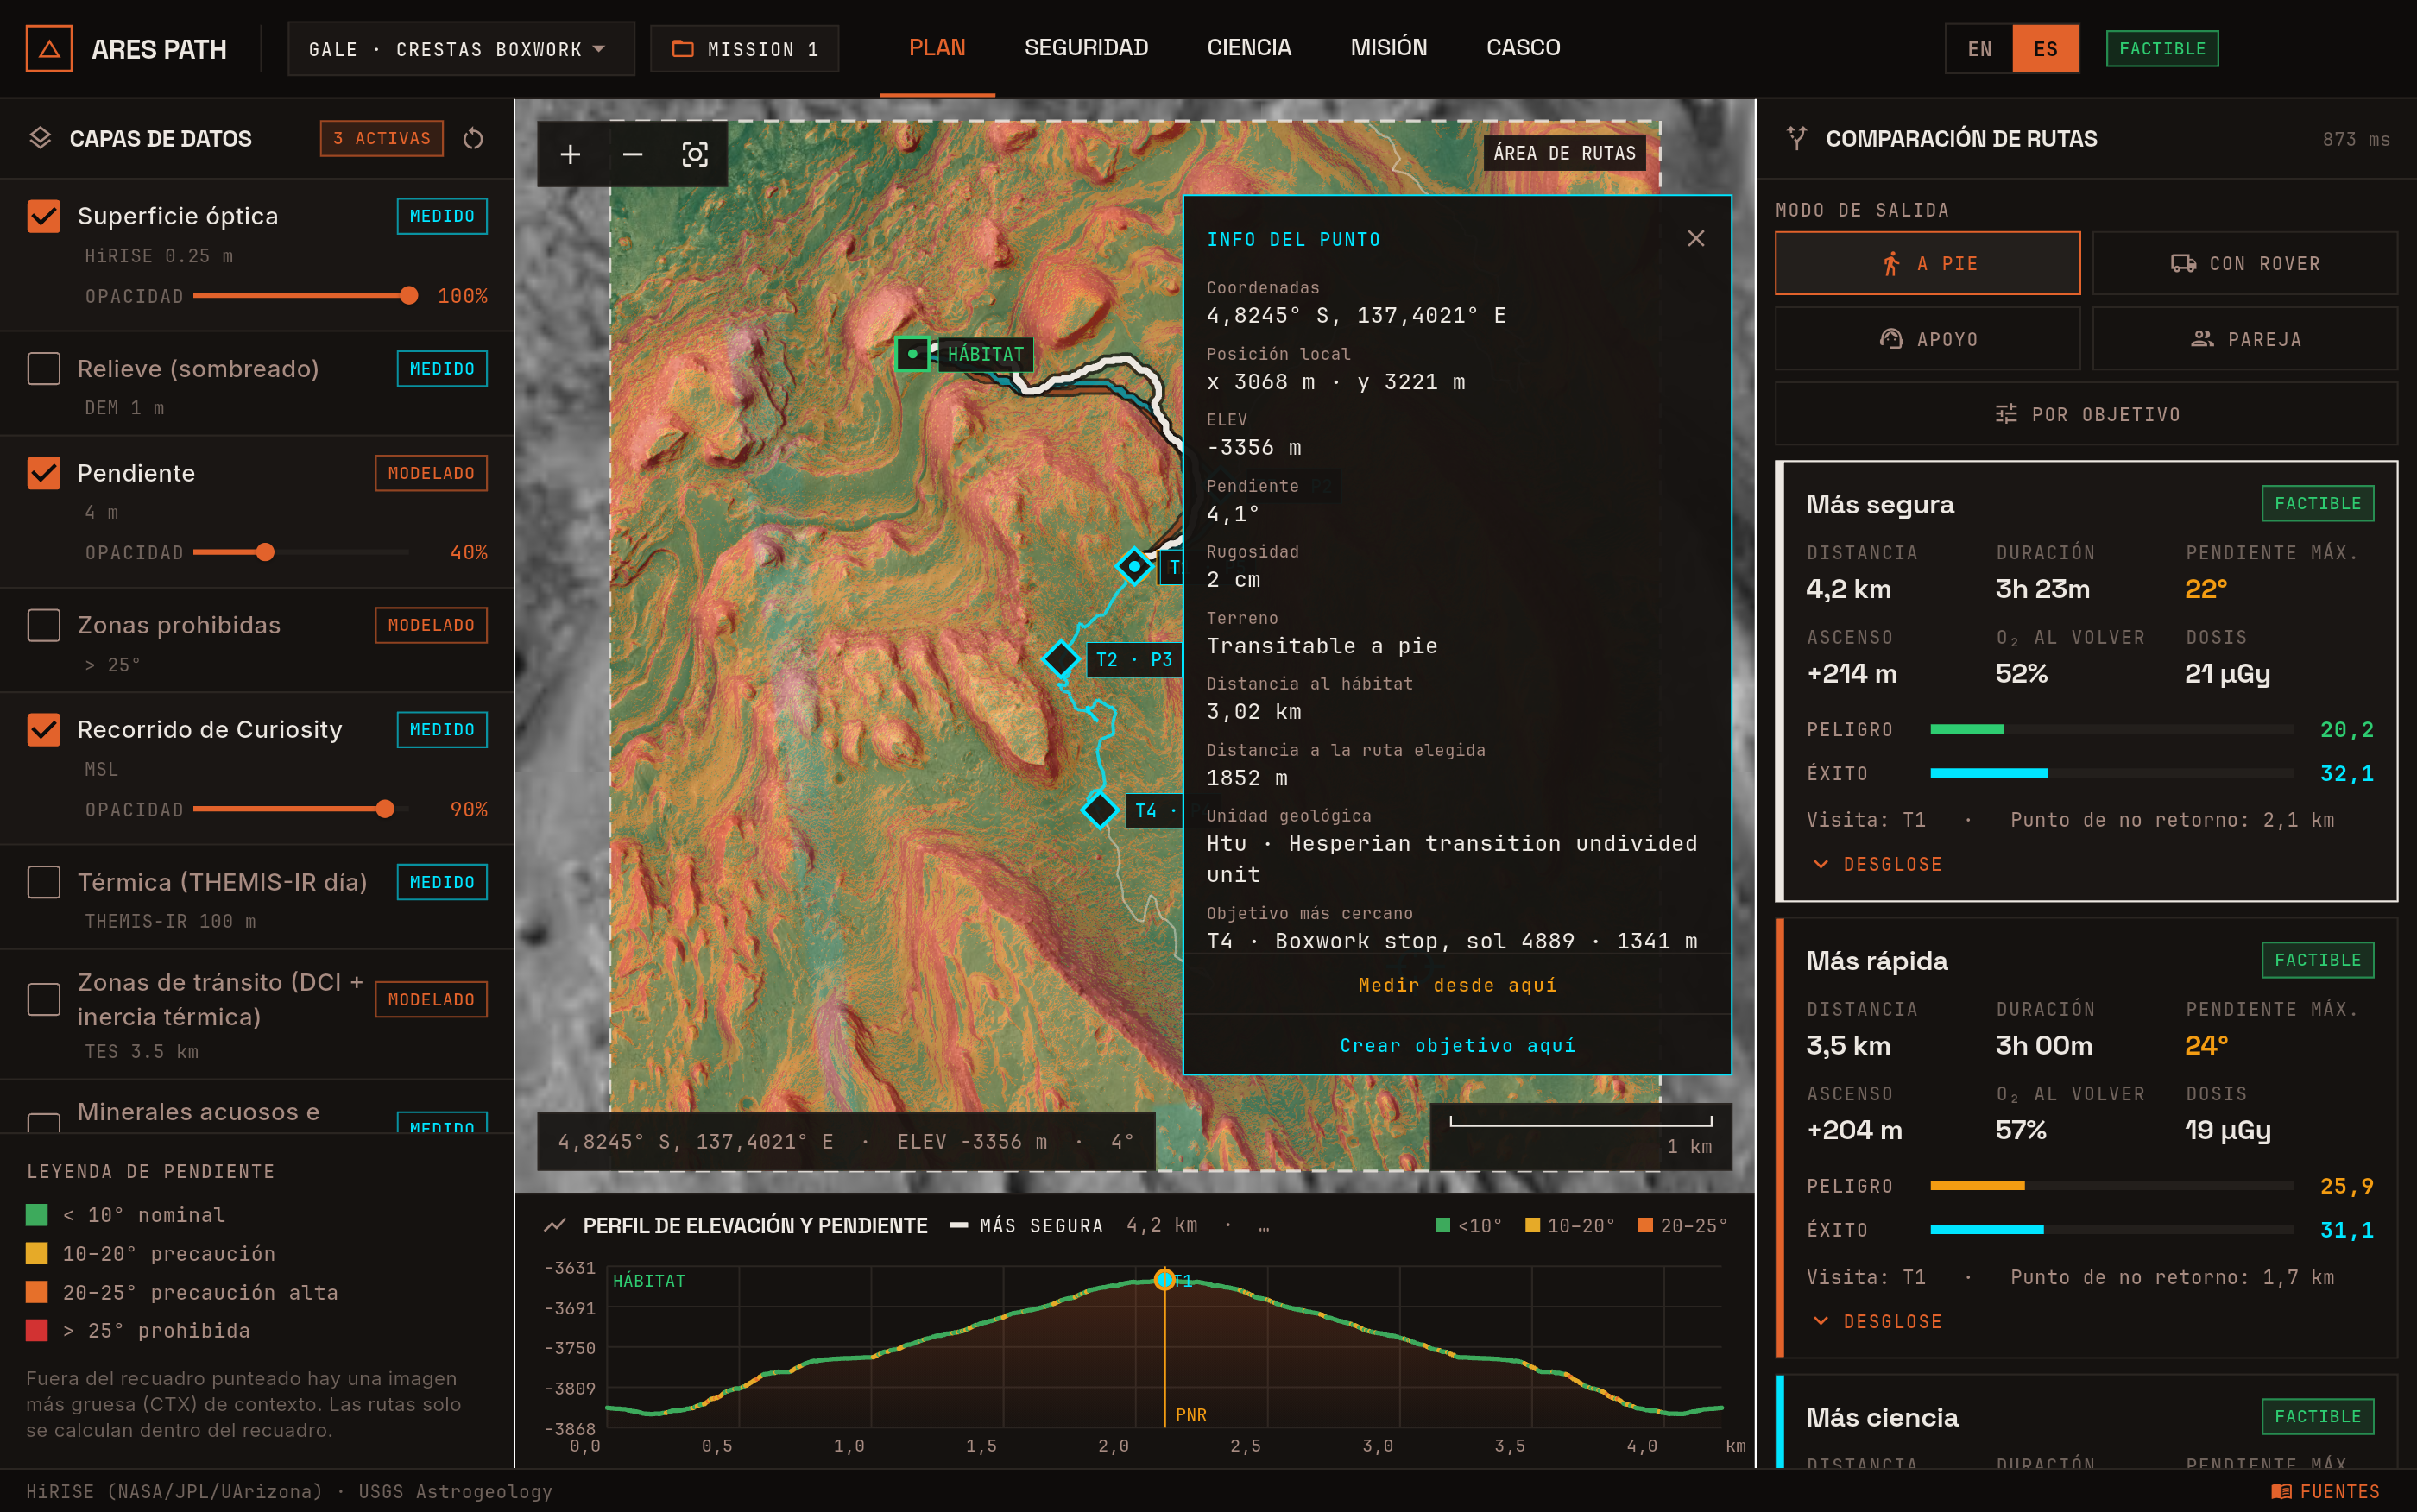 ARES PATH
GALE · CRESTAS BOXWORK
MISSION 1
PLAN
SEGURIDAD
CIENCIA
MISIÓN
CASCO
EN
ES
FACTIBLE
CAPAS DE DATOS
3 ACTIVAS
Superficie óptica
MEDIDO
HiRISE 0.25 m
OPACIDAD
100%
Relieve (sombreado)
MEDIDO
DEM 1 m
Pendiente
MODELADO
4 m
OPACIDAD
40%
Zonas prohibidas
MODELADO
> 25°
Recorrido de Curiosity
MEDIDO
MSL
OPACIDAD
90%
Térmica (THEMIS-IR día)
MEDIDO
THEMIS-IR 100 m
Zonas de tránsito (DCI +
inercia térmica)
MODELADO
TES 3.5 km
Minerales acuosos e
MEDIDO
LEYENDA DE PENDIENTE
< 10° nominal
10–20° precaución
20–25° precaución alta
> 25° prohibida
Fuera del recuadro punteado hay una imagen
más gruesa (CTX) de contexto. Las rutas solo
se calculan dentro del recuadro.
ÁREA DE RUTAS
HÁBITAT
T2 · P3
T4 ·
INFO DEL PUNTO
Coordenadas
4,8245° S, 137,4021° E
Posición local
x 3068 m · y 3221 m
ELEV
-3356 m
Pendiente
4,1°
Rugosidad
2 cm
Terreno
Transitable a pie
Distancia al hábitat
3,02 km
Distancia a la ruta elegida
1852 m
Unidad geológica
Htu · Hesperian transition undivided
unit
Objetivo más cercano
T4 · Boxwork stop, sol 4889 · 1341 m
Medir desde aquí
Crear objetivo aquí
4,8245° S, 137,4021° E · ELEV -3356 m · 4°
1 km
PERFIL DE ELEVACIÓN Y PENDIENTE
MÁS SEGURA
4,2 km · …
<10°
10–20°
20–25°
-3631
-3691
-3750
-3809
-3868
HÁBITAT
T1
PNR
0,0
0,5
1,0
1,5
2,0
2,5
3,0
3,5
4,0
km
COMPARACIÓN DE RUTAS
873 ms
MODO DE SALIDA
A PIE
CON ROVER
APOYO
PAREJA
POR OBJETIVO
Más segura
FACTIBLE
DISTANCIA
DURACIÓN
PENDIENTE MÁX.
4,2 km
3h 23m
22°
ASCENSO
O₂ AL VOLVER
DOSIS
+214 m
52%
21 µGy
PELIGRO
20,2
ÉXITO
32,1
Visita: T1 · Punto de no retorno: 2,1 km
DESGLOSE
Más rápida
FACTIBLE
DISTANCIA
DURACIÓN
PENDIENTE MÁX.
3,5 km
3h 00m
24°
ASCENSO
O₂ AL VOLVER
DOSIS
+204 m
57%
19 µGy
PELIGRO
25,9
ÉXITO
31,1
Visita: T1 · Punto de no retorno: 1,7 km
DESGLOSE
Más ciencia
FACTIBLE
DISTANCIA
DURACIÓN
PENDIENTE MÁX.
HiRISE (NASA/JPL/UArizona) · USGS Astrogeology
FUENTES